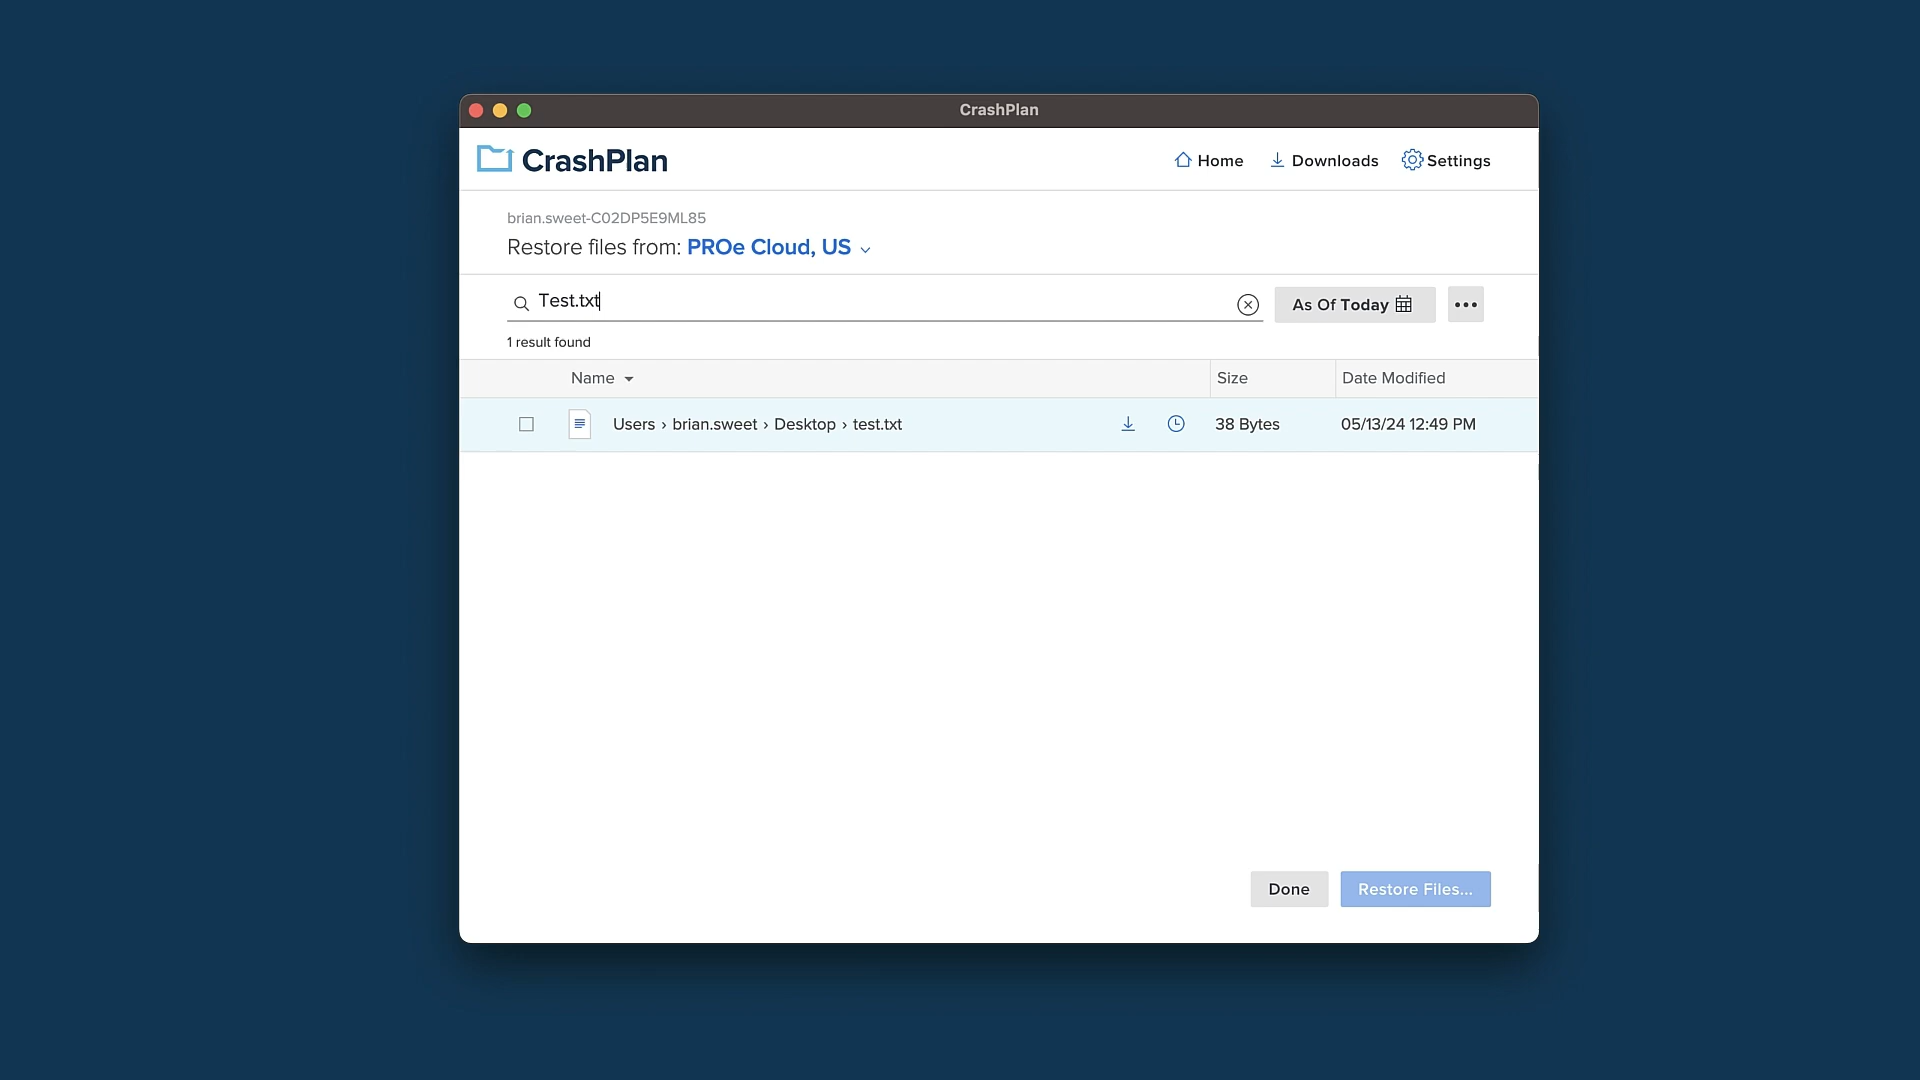 CrashPlan
CrashPlan
Home Downloads Settings
brian.sweet-C02DP5E9ML85
Restore files from: PROe Cloud, US
Test.txt
As Of Today
1 result found
Name Size Date Modified
Users › brian.sweet › Desktop › test.txt 38 Bytes 05/13/24 12:49 PM
Done Restore Files...